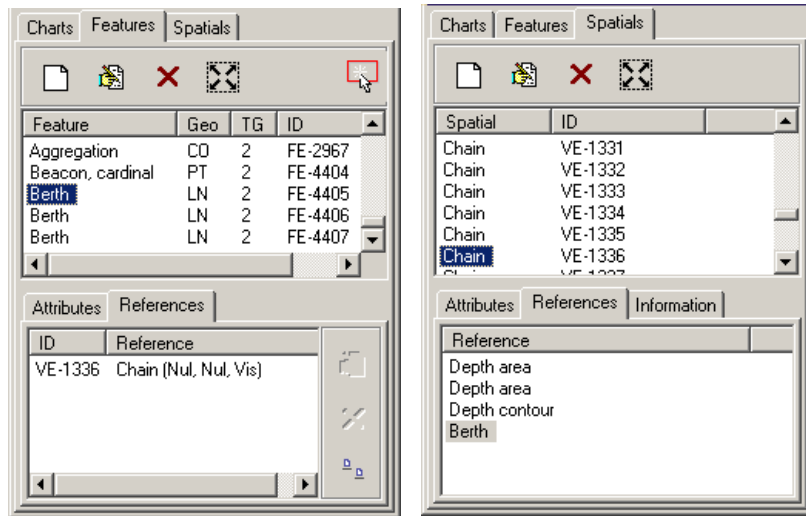 Charts Features Spatials
Feature Geo TG ID
Aggregation CO 2 FE-2967
Beacon, cardinal PT 2 FE-4404
Berth LN 2 FE-4405
Berth LN 2 FE-4406
Berth LN 2 FE-4407
Attributes References
ID Reference
VE-1336 Chain (Nul, Nul, Vis)
Charts Features Spatials
Spatial ID
Chain VE-1331
Chain VE-1332
Chain VE-1333
Chain VE-1334
Chain VE-1335
Chain VE-1336
Chain VE-1337
Attributes References Information
Reference
Depth area
Depth area
Depth contour
Berth